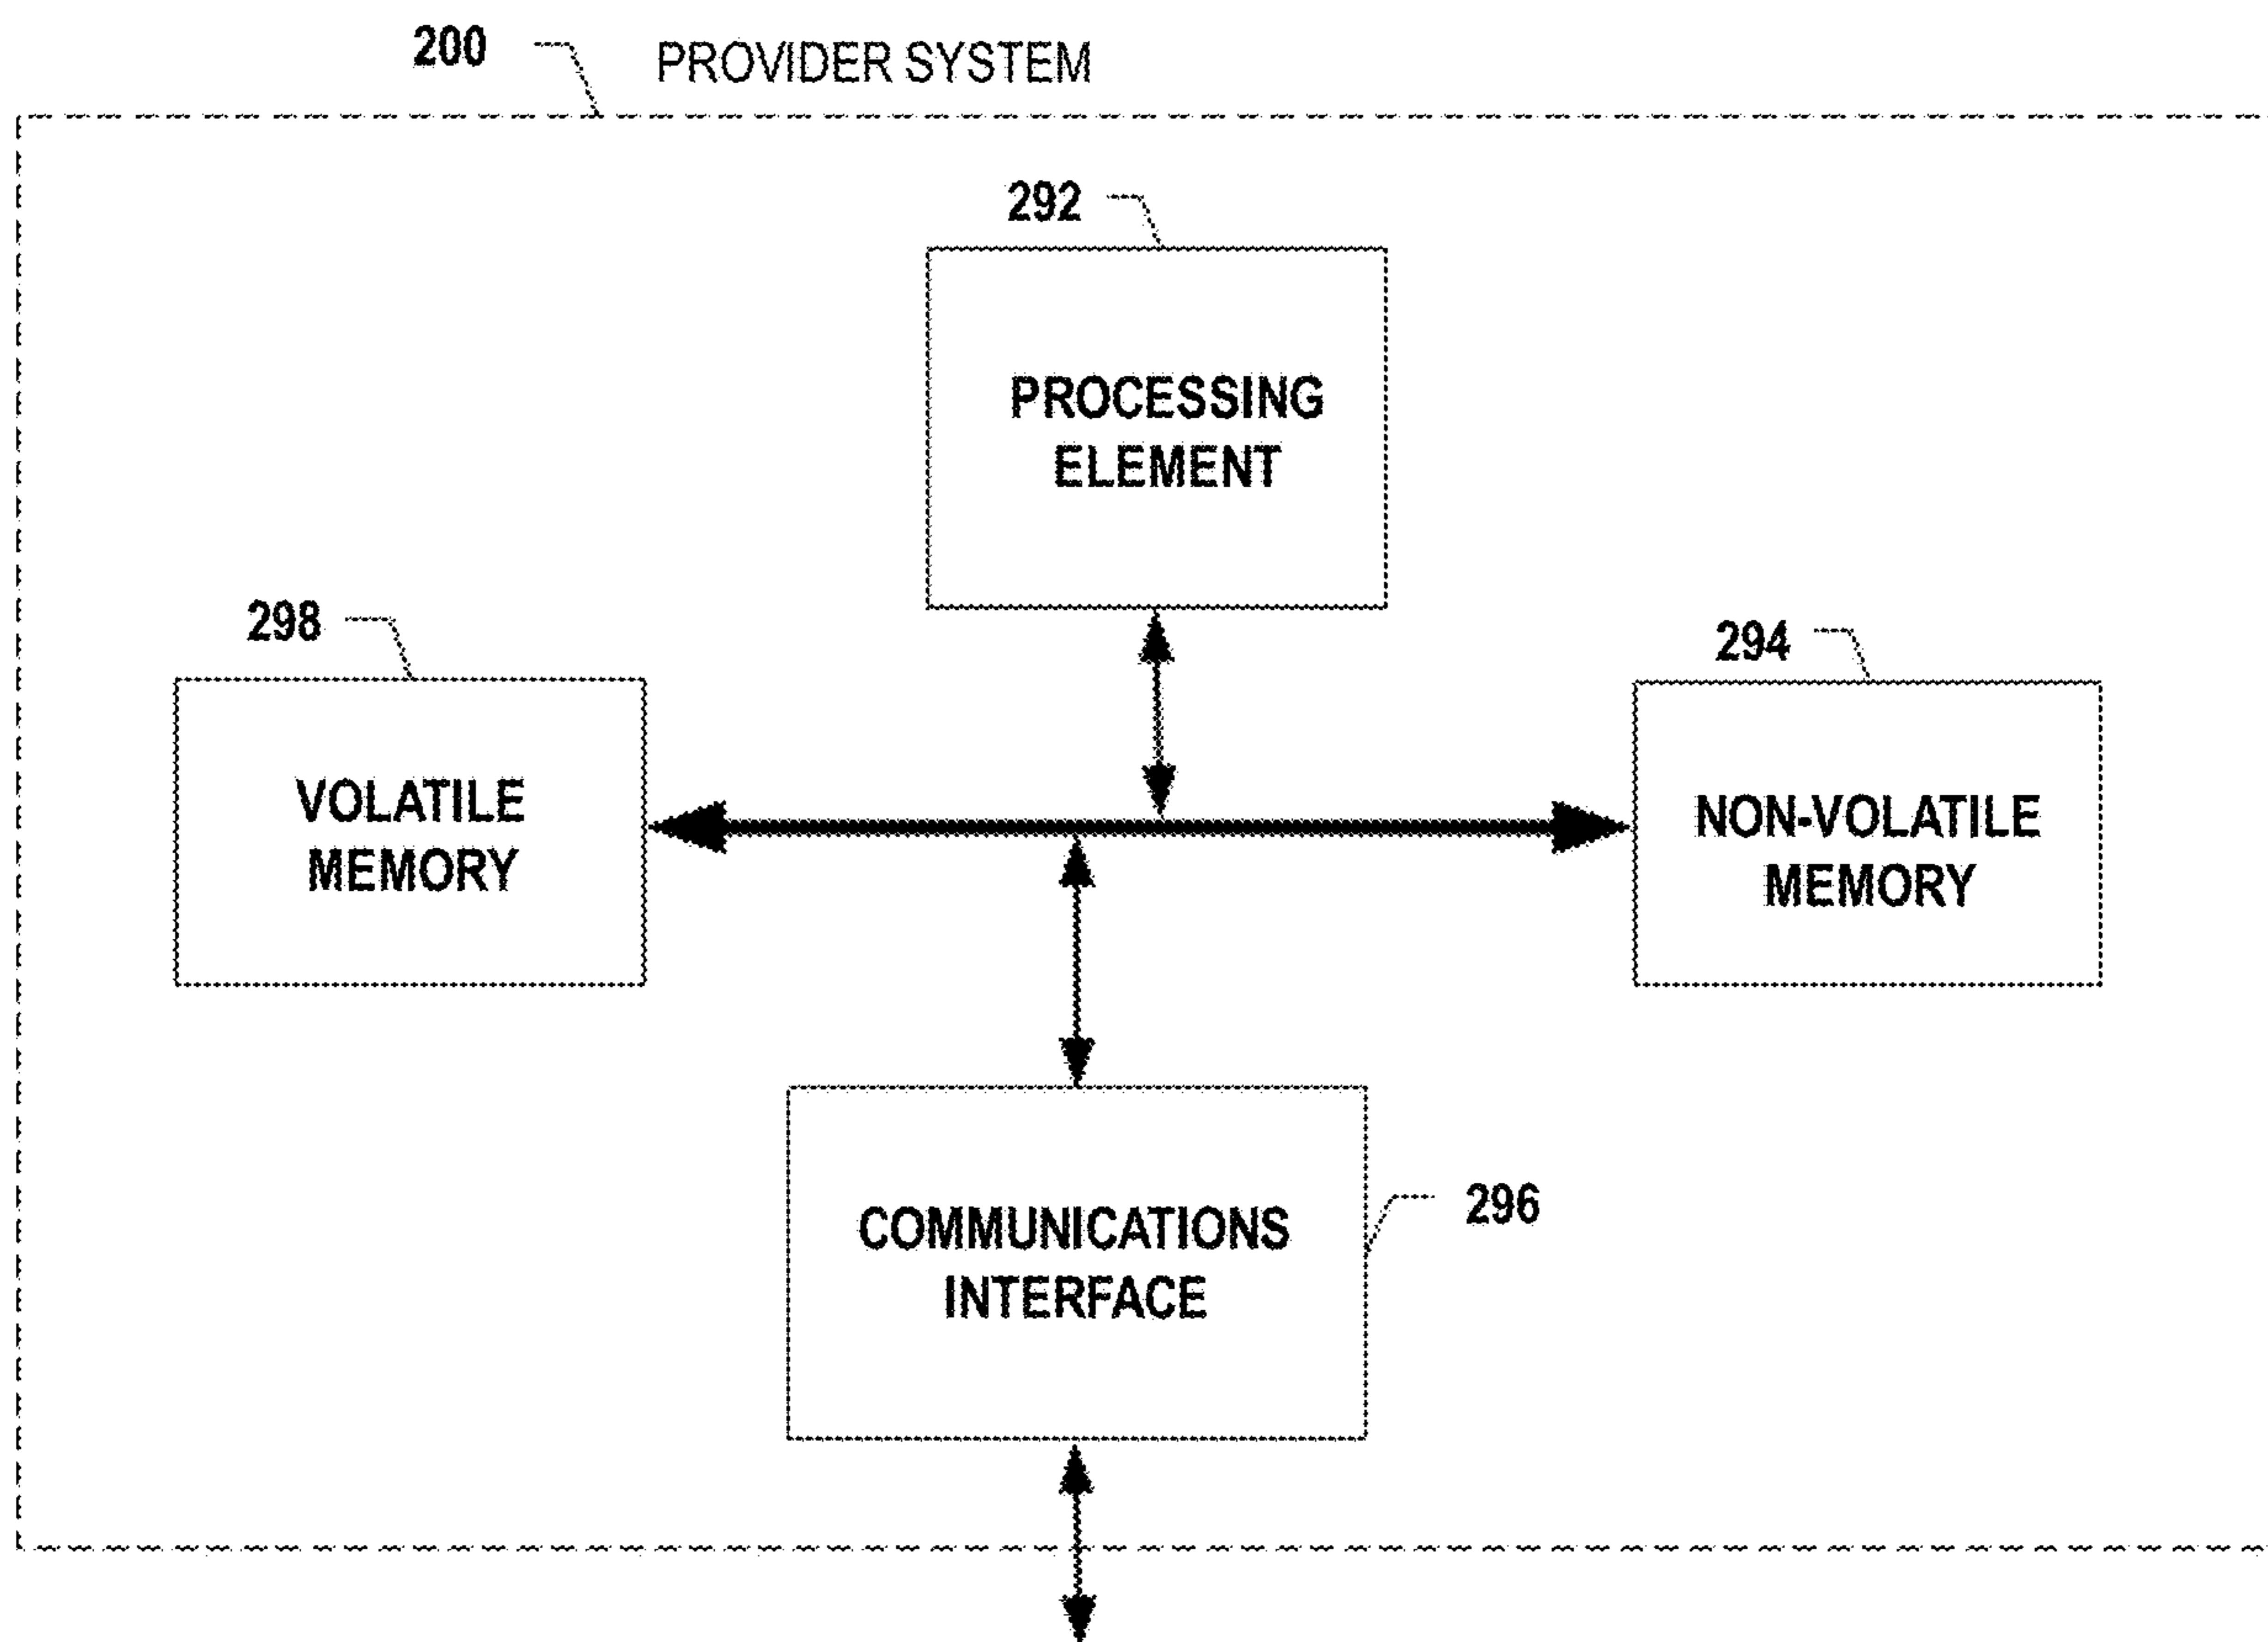 200 PROVIDER SYSTEM
292
PROCESSING
ELEMENT
298
VOLATILE
MEMORY
294
NON-VOLATILE
MEMORY
COMMUNICATIONS
INTERFACE
296